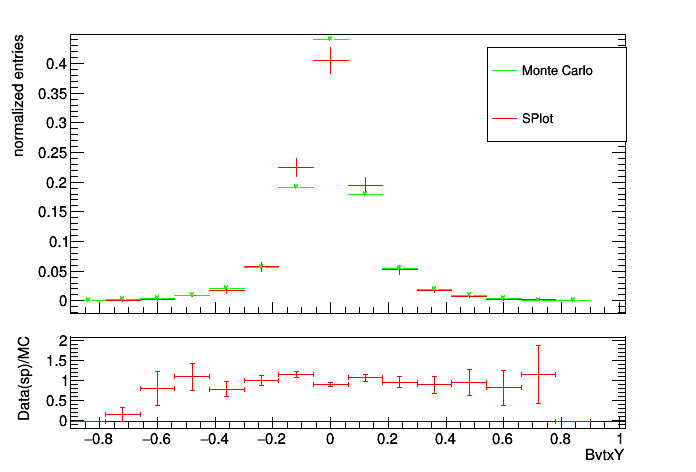 normalized entries
0.4
0.35
0.3
0.25
0.2
0.15
0.1
0.05
0
Monte Carlo
SPlot
Data(sp)/MC
2
1.5
1
0.5
0
−0.8 −0.6 −0.4 −0.2 0 0.2 0.4 0.6 0.8 1
BvtxY